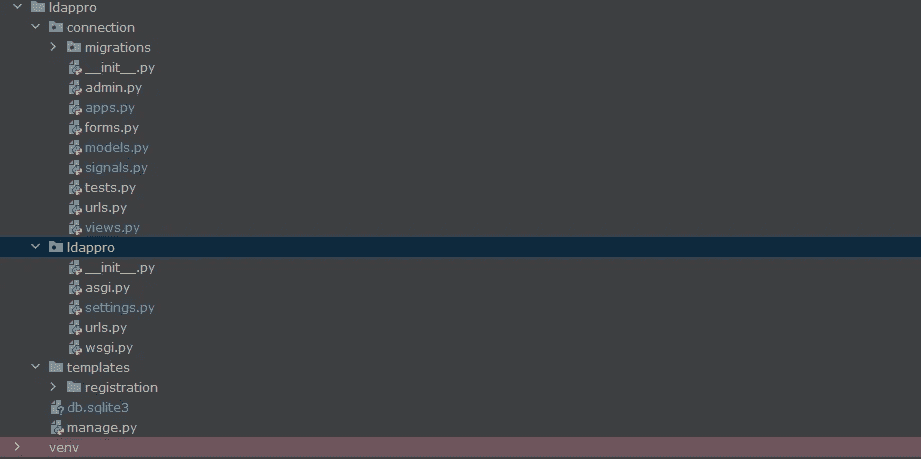 ldappro
connection
migrations
__init__.py
admin.py
apps.py
forms.py
models.py
signals.py
tests.py
urls.py
views.py
ldappro
__init__.py
asgi.py
settings.py
urls.py
wsgi.py
templates
registration
db.sqlite3
manage.py
venv